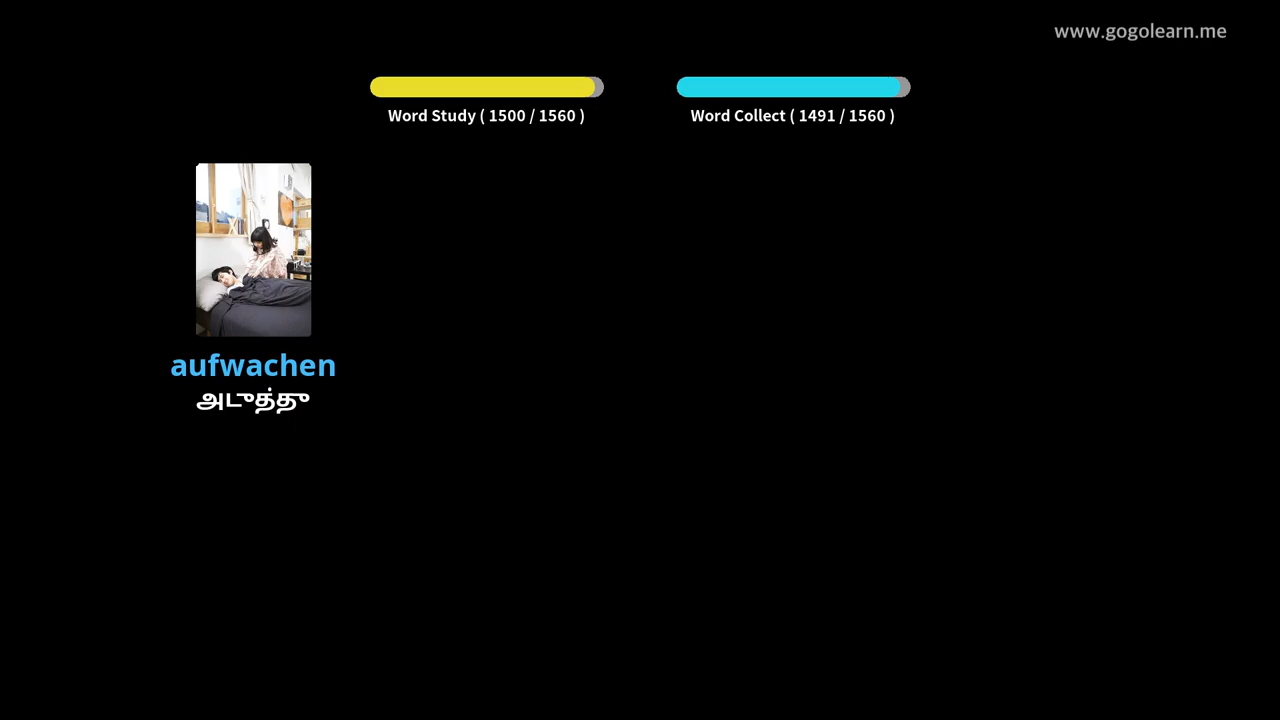 www.gogolearn.me
Word Study ( 1500 / 1560 )
Word Collect ( 1491 / 1560 )
aufwachen
அடுத்து